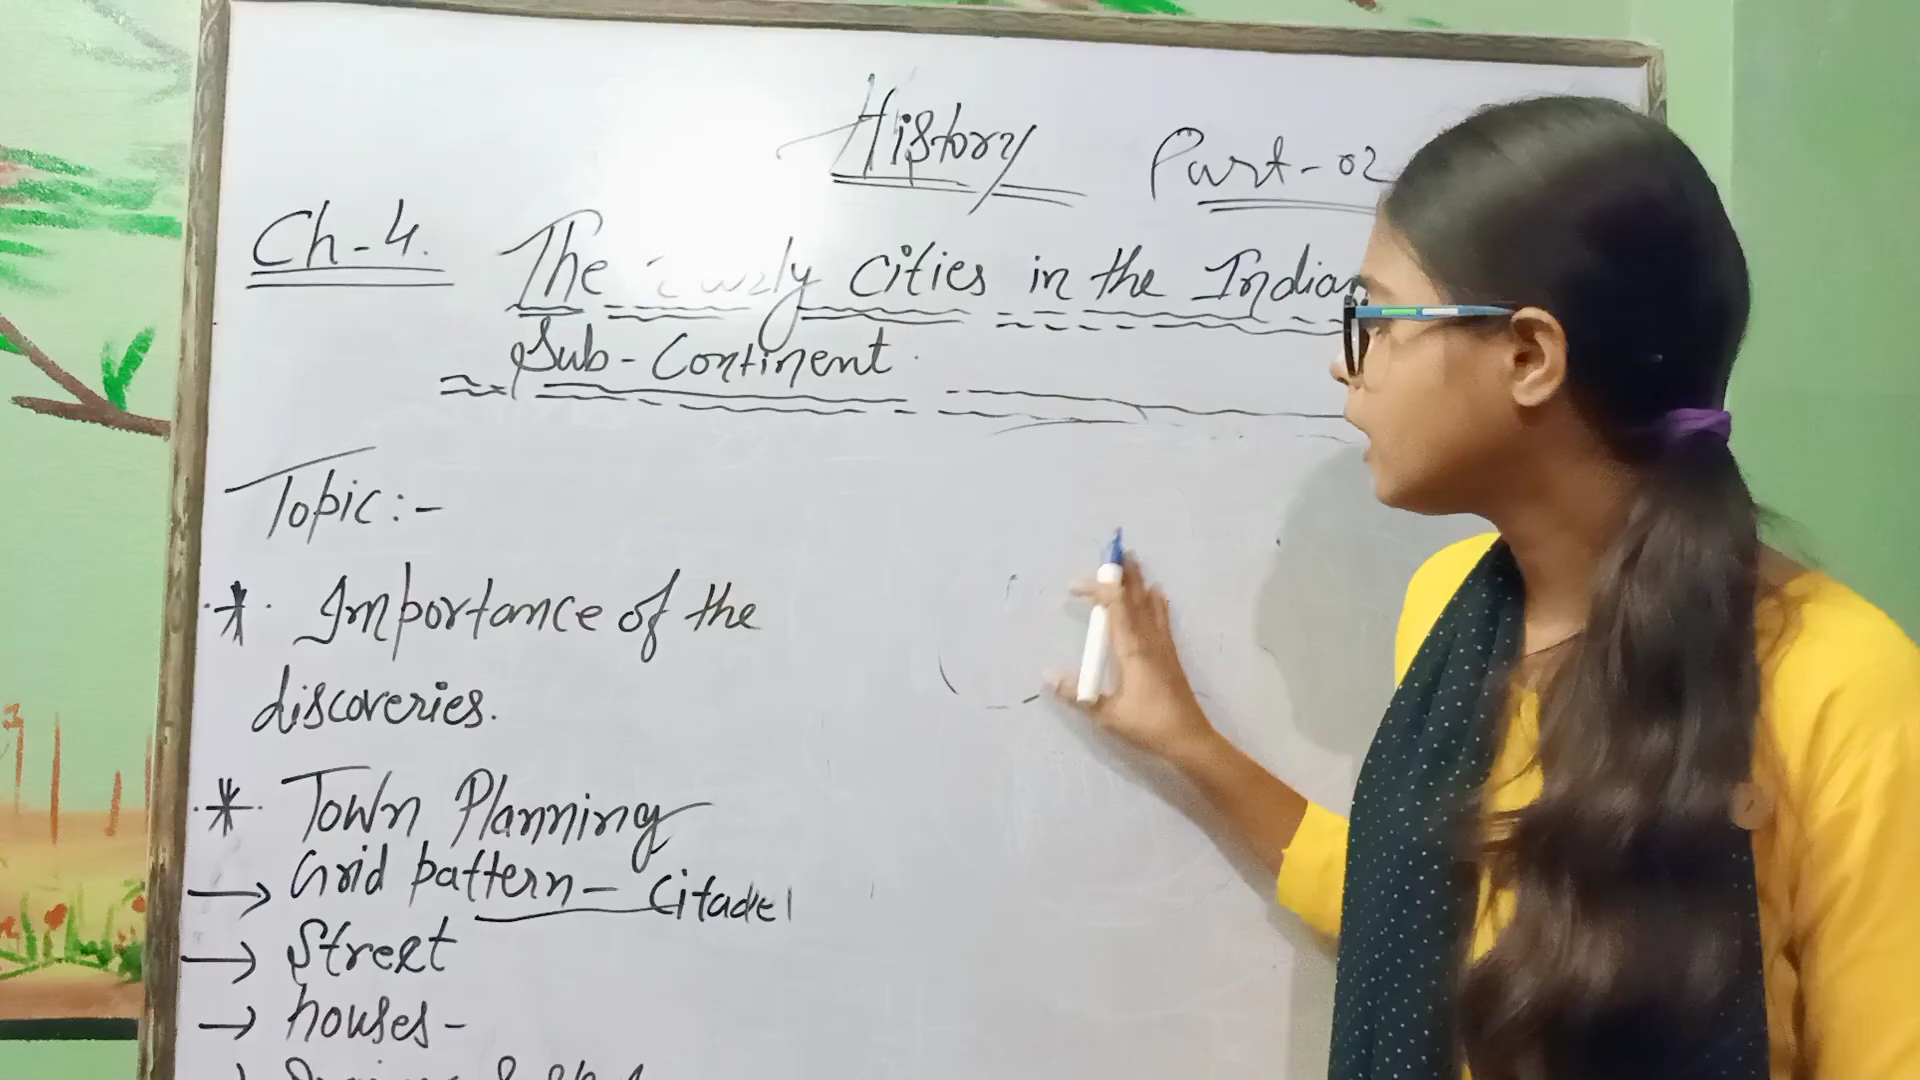 History Part-02
Ch-4. The Early Cities in the Indian
Sub-Continent
Topic:-
* Importance of the
discoveries.
* Town Planning
→ Grid pattern - Citadel
→ Street
→ houses -